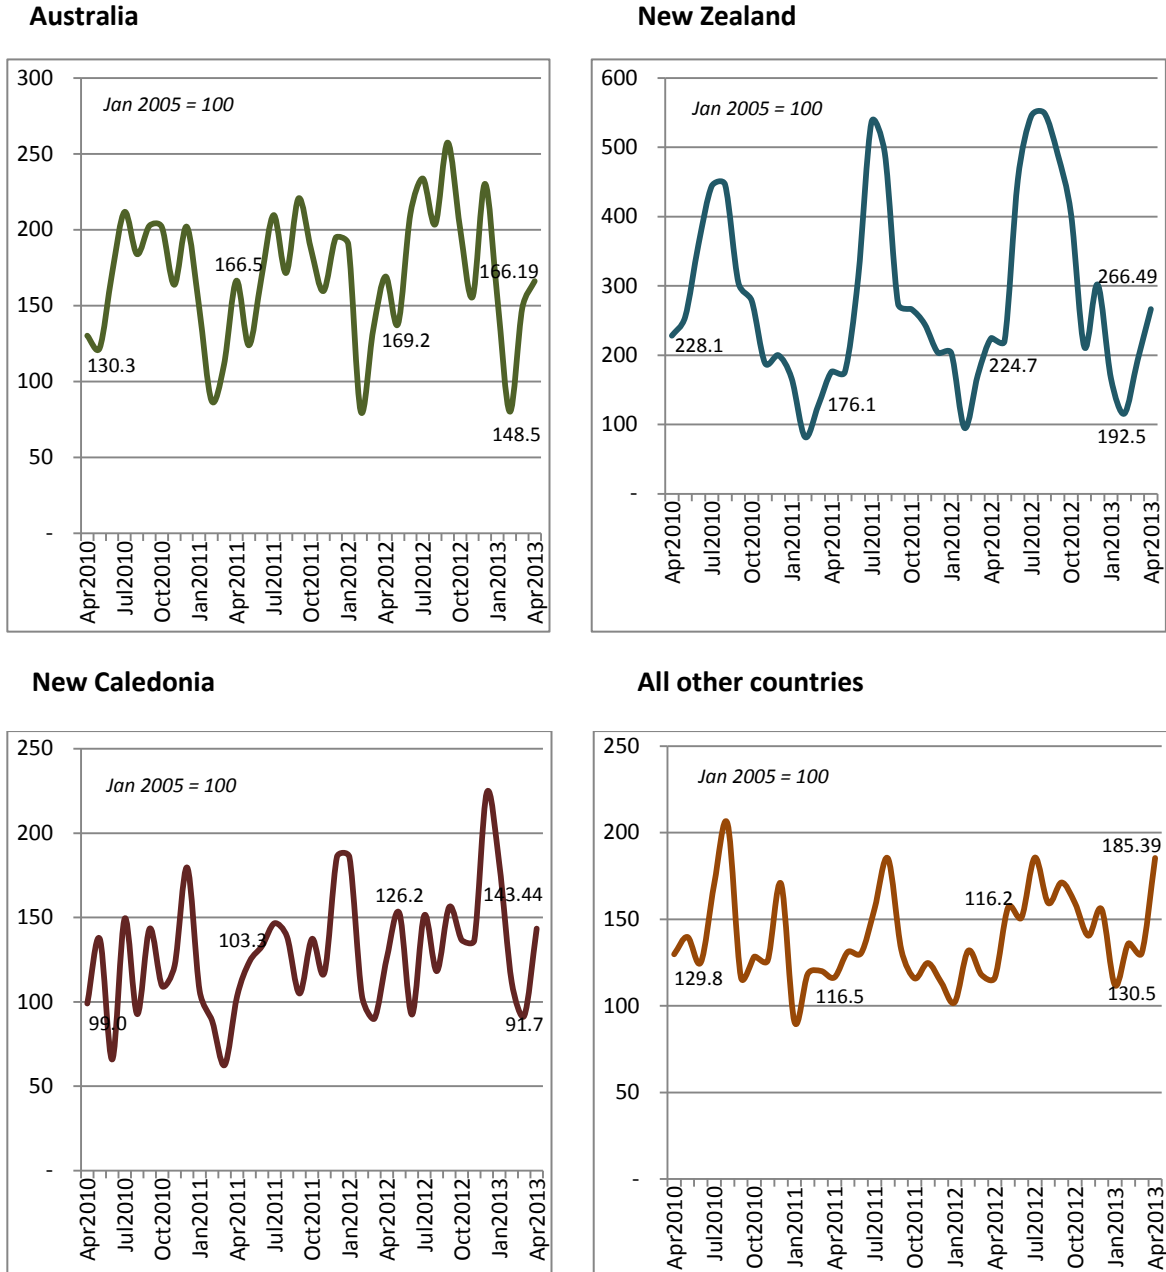 Australia
New Zealand
300
250
200
150
100
50
-
Jan 2005 = 100
130.3
166.5
169.2
166.19
148.5
Apr2010
Jul2010
Oct2010
Jan2011
Apr2011
Jul2011
Oct2011
Jan2012
Apr2012
Jul2012
Oct2012
Jan2013
Apr2013
600
500
400
300
200
100
-
Jan 2005 = 100
228.1
176.1
224.7
266.49
192.5
Apr2010
Jul2010
Oct2010
Jan2011
Apr2011
Jul2011
Oct2011
Jan2012
Apr2012
Jul2012
Oct2012
Jan2013
Apr2013
New Caledonia
All other countries
250
200
150
100
50
-
Jan 2005 = 100
99.0
103.3
126.2
143.44
91.7
Apr2010
Jul2010
Oct2010
Jan2011
Apr2011
Jul2011
Oct2011
Jan2012
Apr2012
Jul2012
Oct2012
Jan2013
Apr2013
250
200
150
100
50
-
Jan 2005 = 100
129.8
116.5
116.2
185.39
130.5
Apr2010
Jul2010
Oct2010
Jan2011
Apr2011
Jul2011
Oct2011
Jan2012
Apr2012
Jul2012
Oct2012
Jan2013
Apr2013